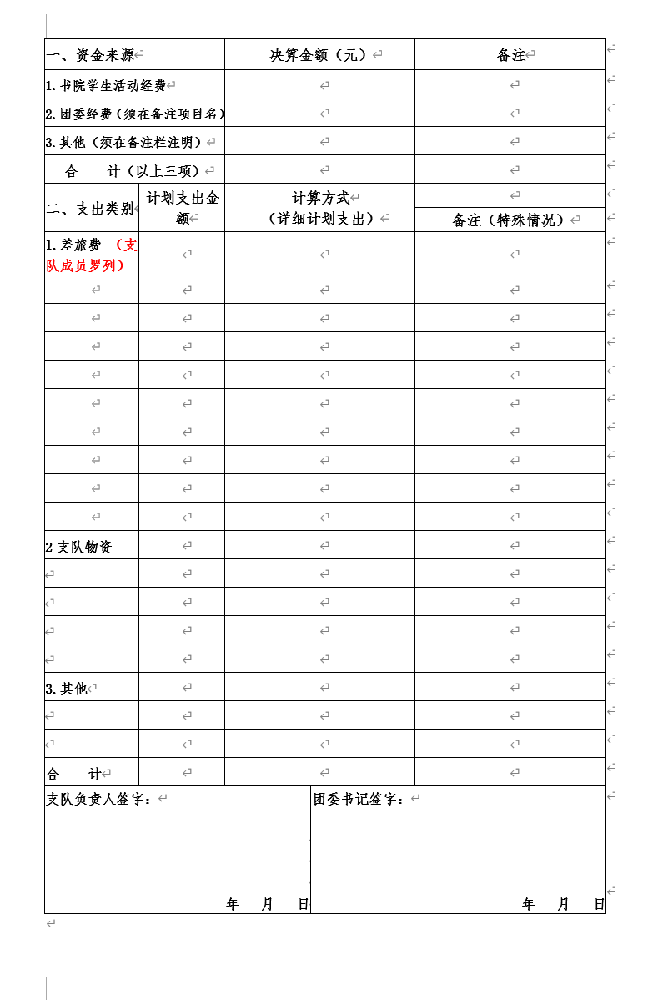 一、资金来源 决算金额（元） 备注
1.书院学生活动经费
2.团委经费（须在备注项目名）
3.其他（须在备注栏注明）
合 计（以上三项）
二、支出类别 计划支出金
额 计算方式
（详细计划支出）
备注（特殊情况）
1.差旅费 （支
队成员罗列）
2 支队物资
3.其他
合 计
支队负责人签字： 团委书记签字：
年 月 日 年 月 日